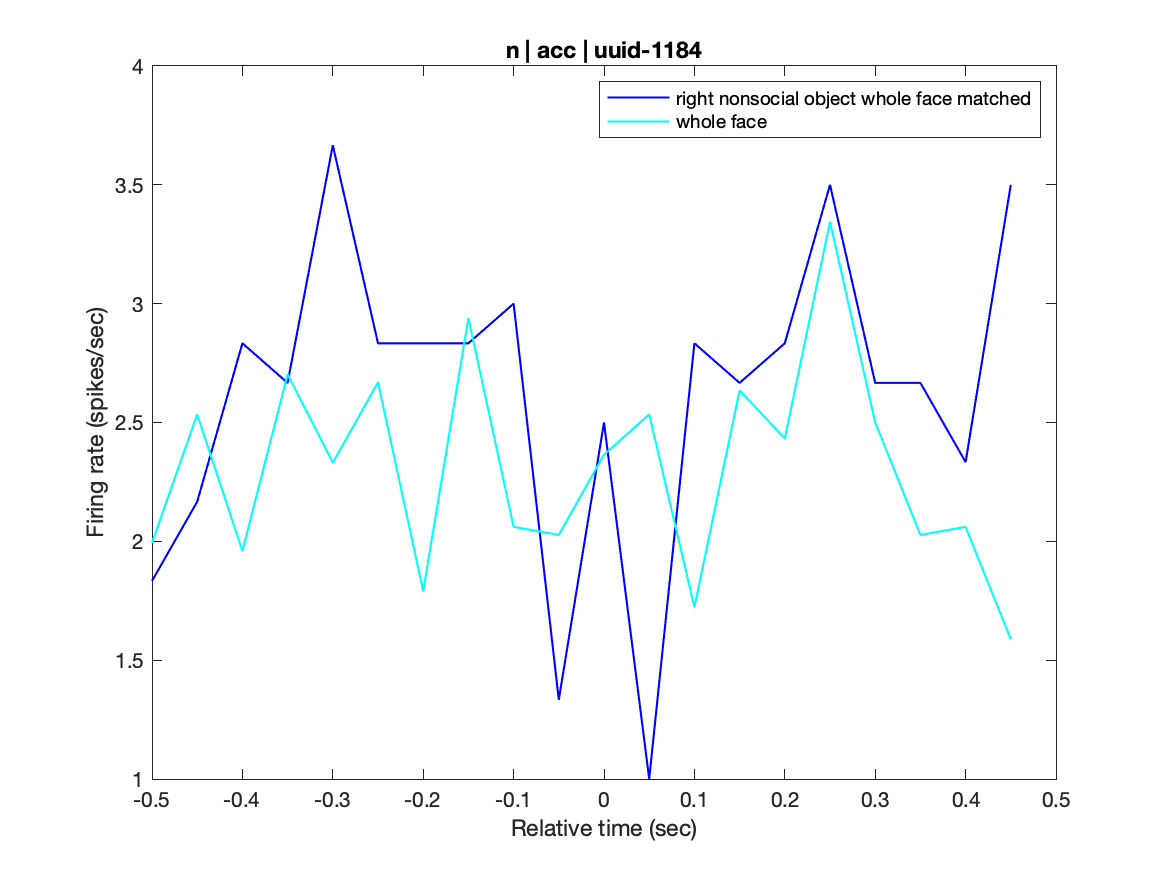 n | acc | uuid-1184
right nonsocial object whole face matched
whole face
Firing rate (spikes/sec)
4
3.5
3
2.5
2
1.5
1
-0.5 -0.4 -0.3 -0.2 -0.1 0 0.1 0.2 0.3 0.4 0.5
Relative time (sec)